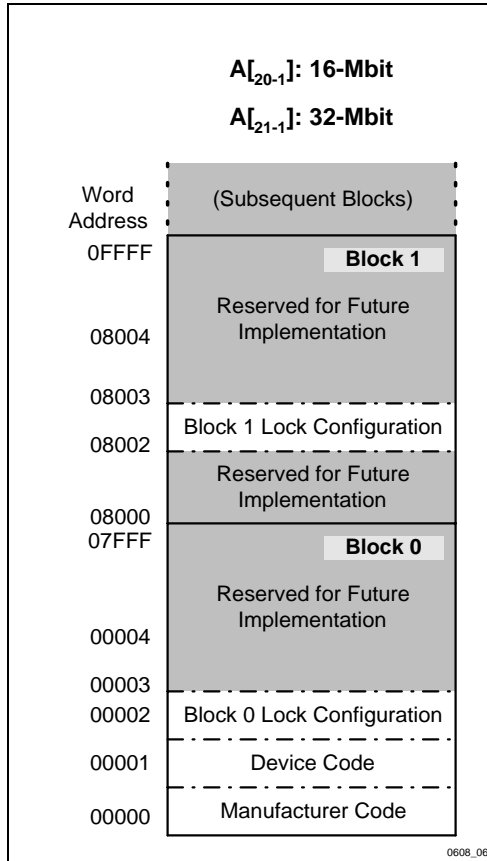 A[20-1]: 16-Mbit
A[21-1]: 32-Mbit
Word
Address
(Subsequent Blocks)
0FFFF
Block 1
Reserved for Future
Implementation
08004
08003
Block 1 Lock Configuration
08002
Reserved for Future
Implementation
08000
07FFF
Block 0
Reserved for Future
Implementation
00004
00003
00002
Block 0 Lock Configuration
00001
Device Code
00000
Manufacturer Code
0608_06